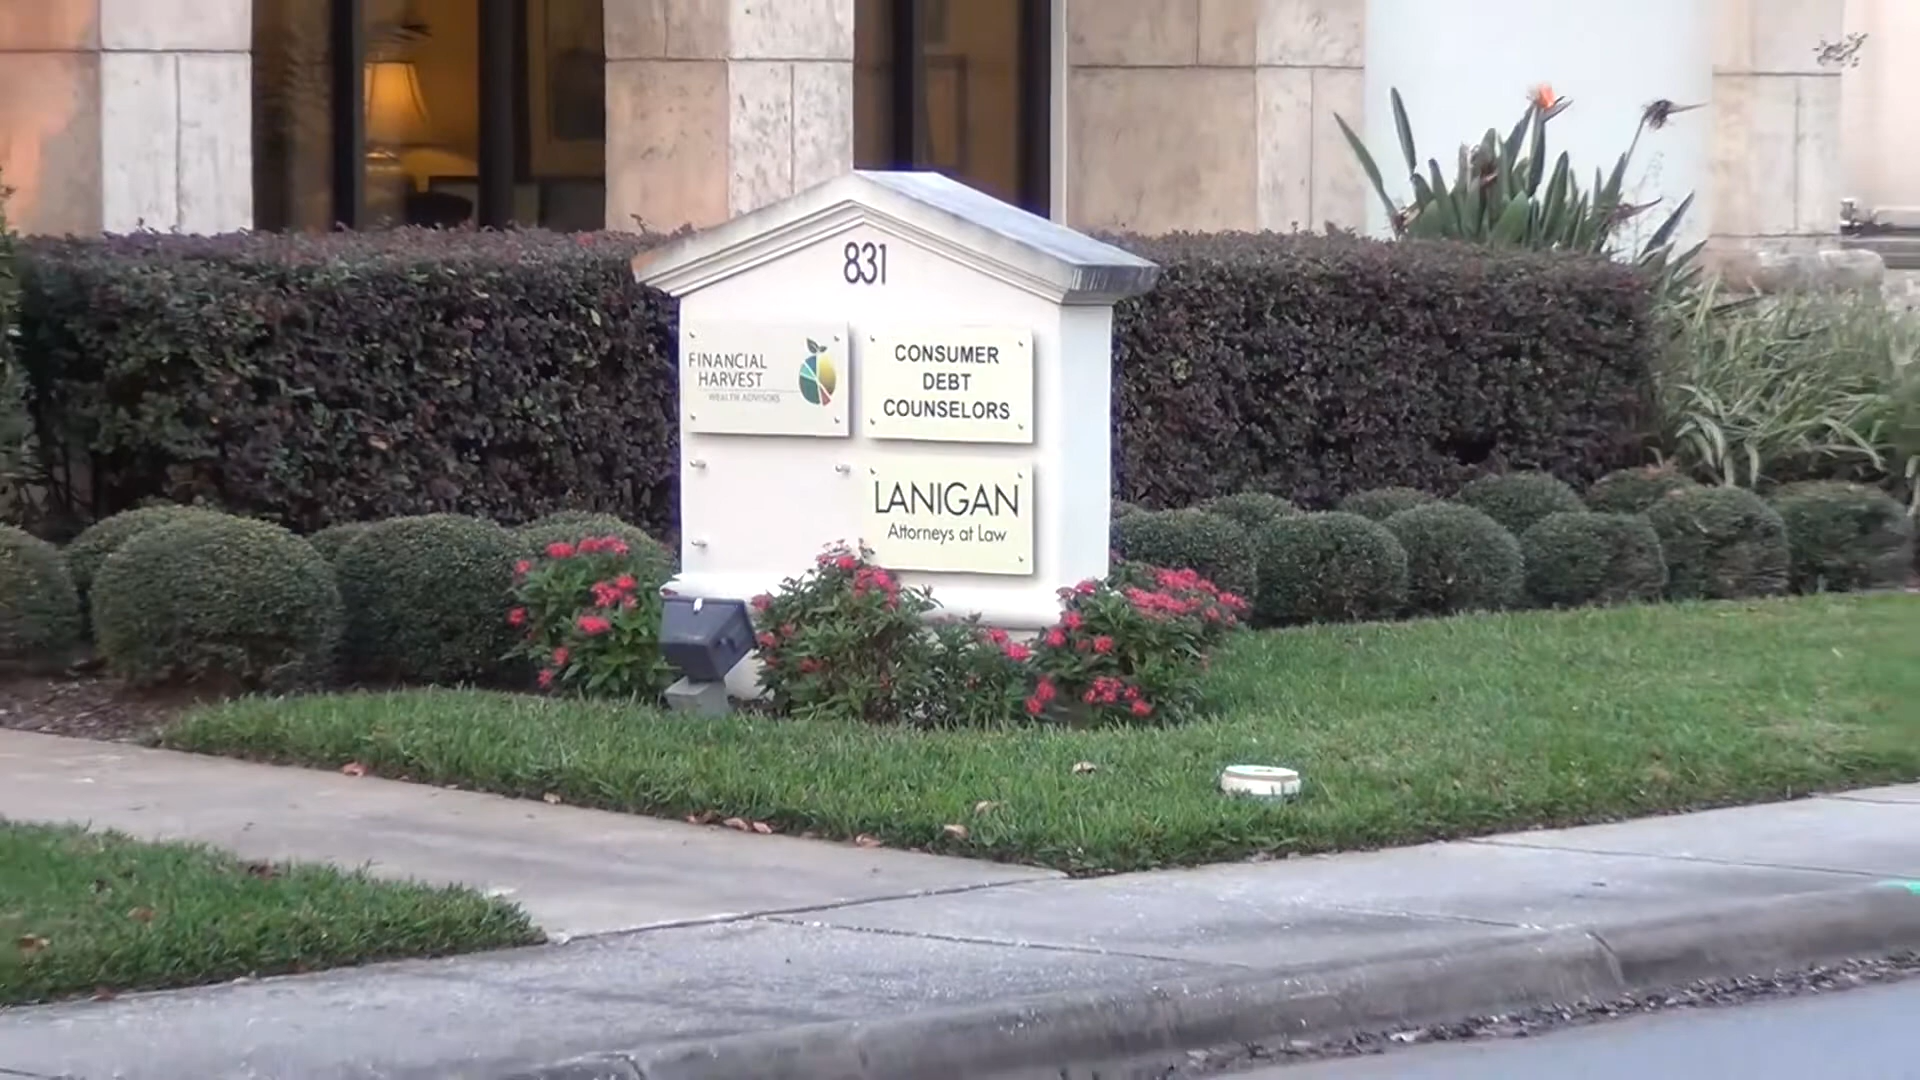 831
FINANCIAL
HARVEST
WEALTH ADVISORS
CONSUMER
DEBT
COUNSELORS
LANIGAN
Attorneys at Law